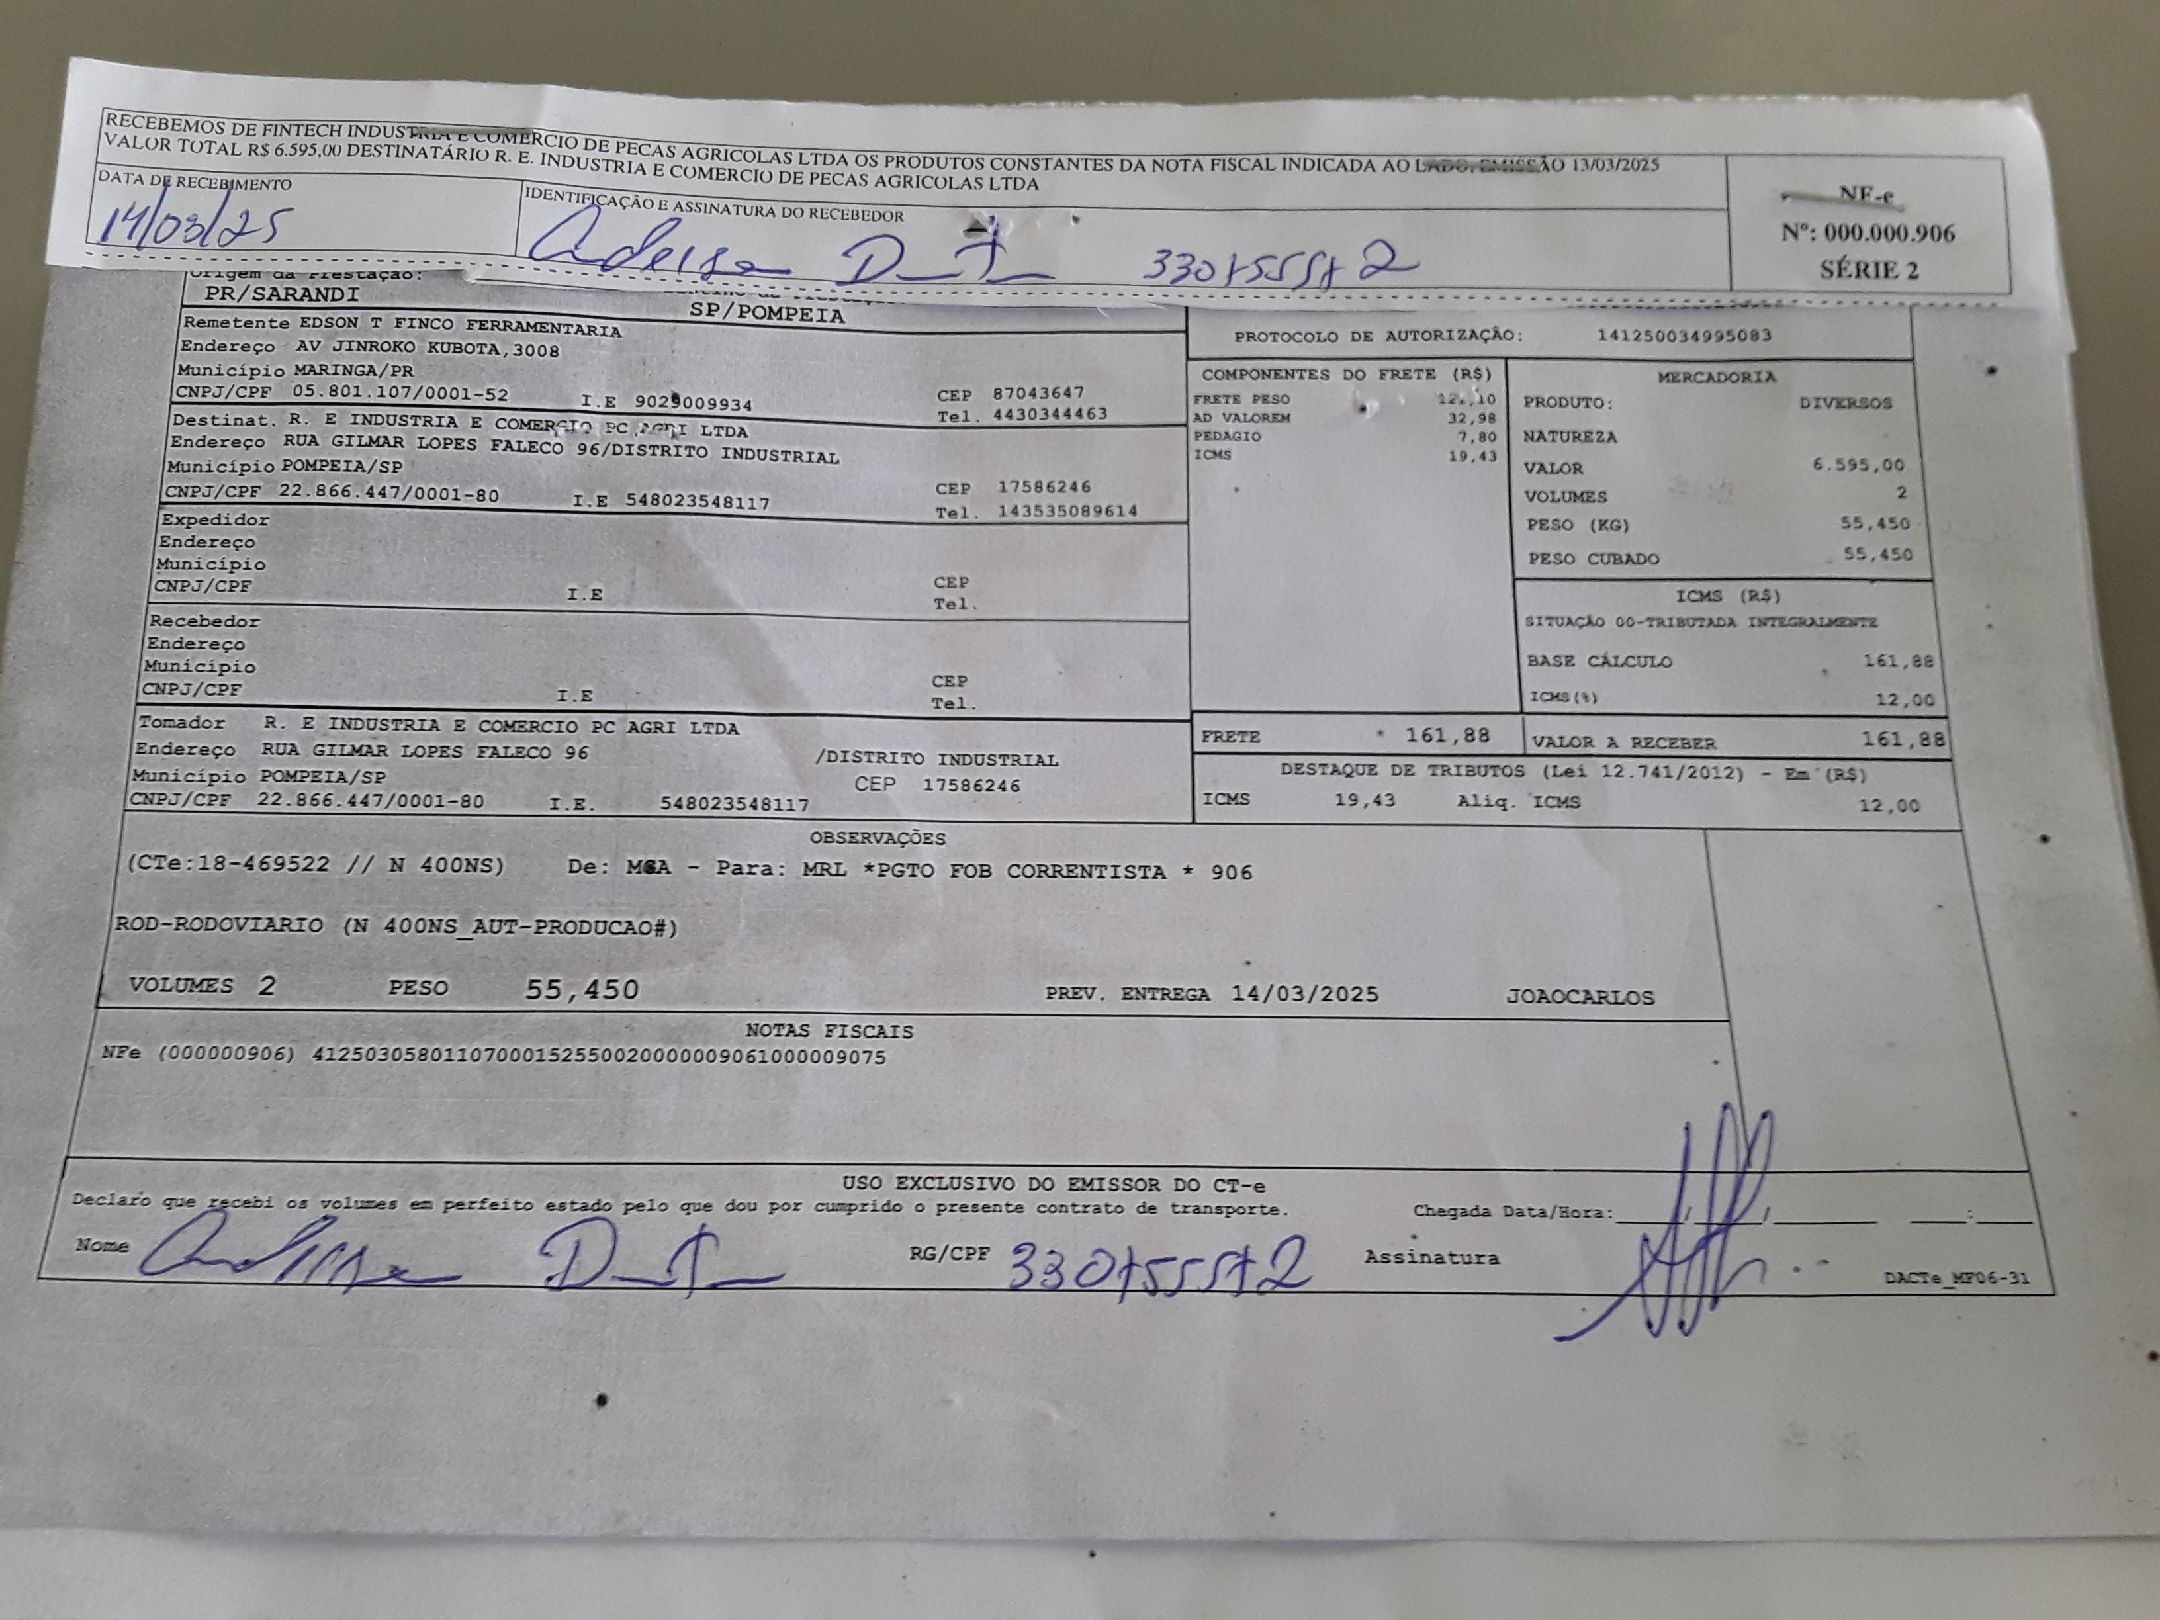 RECEBEMOS DE FINTECH INDUSTRIA E COMERCIO DE PECAS AGRICOLAS LTDA OS PRODUTOS CONSTANTES DA NOTA FISCAL INDICADA AO LADO. EMISSÃO 13/03/2025
VALOR TOTAL R$ 6.595,00 DESTINATÁRIO R. E. INDUSTRIA E COMERCIO DE PECAS AGRICOLAS LTDA
DATA DE RECEBIMENTO
14/03/25
IDENTIFICAÇÃO E ASSINATURA DO RECEBEDOR
NF-e
Nº: 000.000.906
SÉRIE 2
Origem da Prestação:
PR/SARANDI
SP/POMPEIA
Remetente EDSON T FINCO FERRAMENTARIA
Endereço AV JINROKO KUBOTA,3008
Município MARINGA/PR
CNPJ/CPF 05.801.107/0001-52 I.E 9029009934
CEP 87043647
Tel. 4430344463
Destinat. R. E INDUSTRIA E COMERCIO PC AGRI LTDA
Endereço RUA GILMAR LOPES FALECO 96/DISTRITO INDUSTRIAL
Município POMPEIA/SP
CNPJ/CPF 22.866.447/0001-80 I.E 548023548117
CEP 17586246
Tel. 143535089614
Expedidor
Endereço
Município
CNPJ/CPF I.E
CEP
Tel.
Recebedor
Endereço
Município
CNPJ/CPF I.E
CEP
Tel.
Tomador R. E INDUSTRIA E COMERCIO PC AGRI LTDA
Endereço RUA GILMAR LOPES FALECO 96 /DISTRITO INDUSTRIAL
Município POMPEIA/SP CEP 17586246
CNPJ/CPF 22.866.447/0001-80 I.E. 548023548117
PROTOCOLO DE AUTORIZAÇÃO: 141250034995083
COMPONENTES DO FRETE (R$)
FRETE PESO
AD VALOREM 32,98
PEDAGIO 7,80
ICMS 19,43
MERCADORIA
PRODUTO: DIVERSOS
NATUREZA
VALOR 6.595,00
VOLUMES 2
PESO (KG) 55,450
PESO CUBADO 55,450
ICMS (R$)
SITUAÇÃO 00-TRIBUTADA INTEGRALMENTE
BASE CÁLCULO 161,88
ICMS(%) 12,00
FRETE 161,88
VALOR A RECEBER 161,88
DESTAQUE DE TRIBUTOS (Lei 12.741/2012) - Em (R$)
ICMS 19,43 Aliq. ICMS 12,00
OBSERVAÇÕES
(CTe:18-469522 // N 400NS) De: MGA - Para: MRL *PGTO FOB CORRENTISTA * 906
ROD-RODOVIARIO (N 400NS_AUT-PRODUCAO#)
VOLUMES 2 PESO 55,450 PREV. ENTREGA 14/03/2025 JOAOCARLOS
NOTAS FISCAIS
NFe (000000906) 41250305801107000152550020000009061000009075
USO EXCLUSIVO DO EMISSOR DO CT-e
Declaro que recebi os volumes em perfeito estado pelo que dou por cumprido o presente contrato de transporte.
Chegada Data/Hora:____/____/______ ___:___
Nome
RG/CPF
Assinatura
DACTe_MF06-31